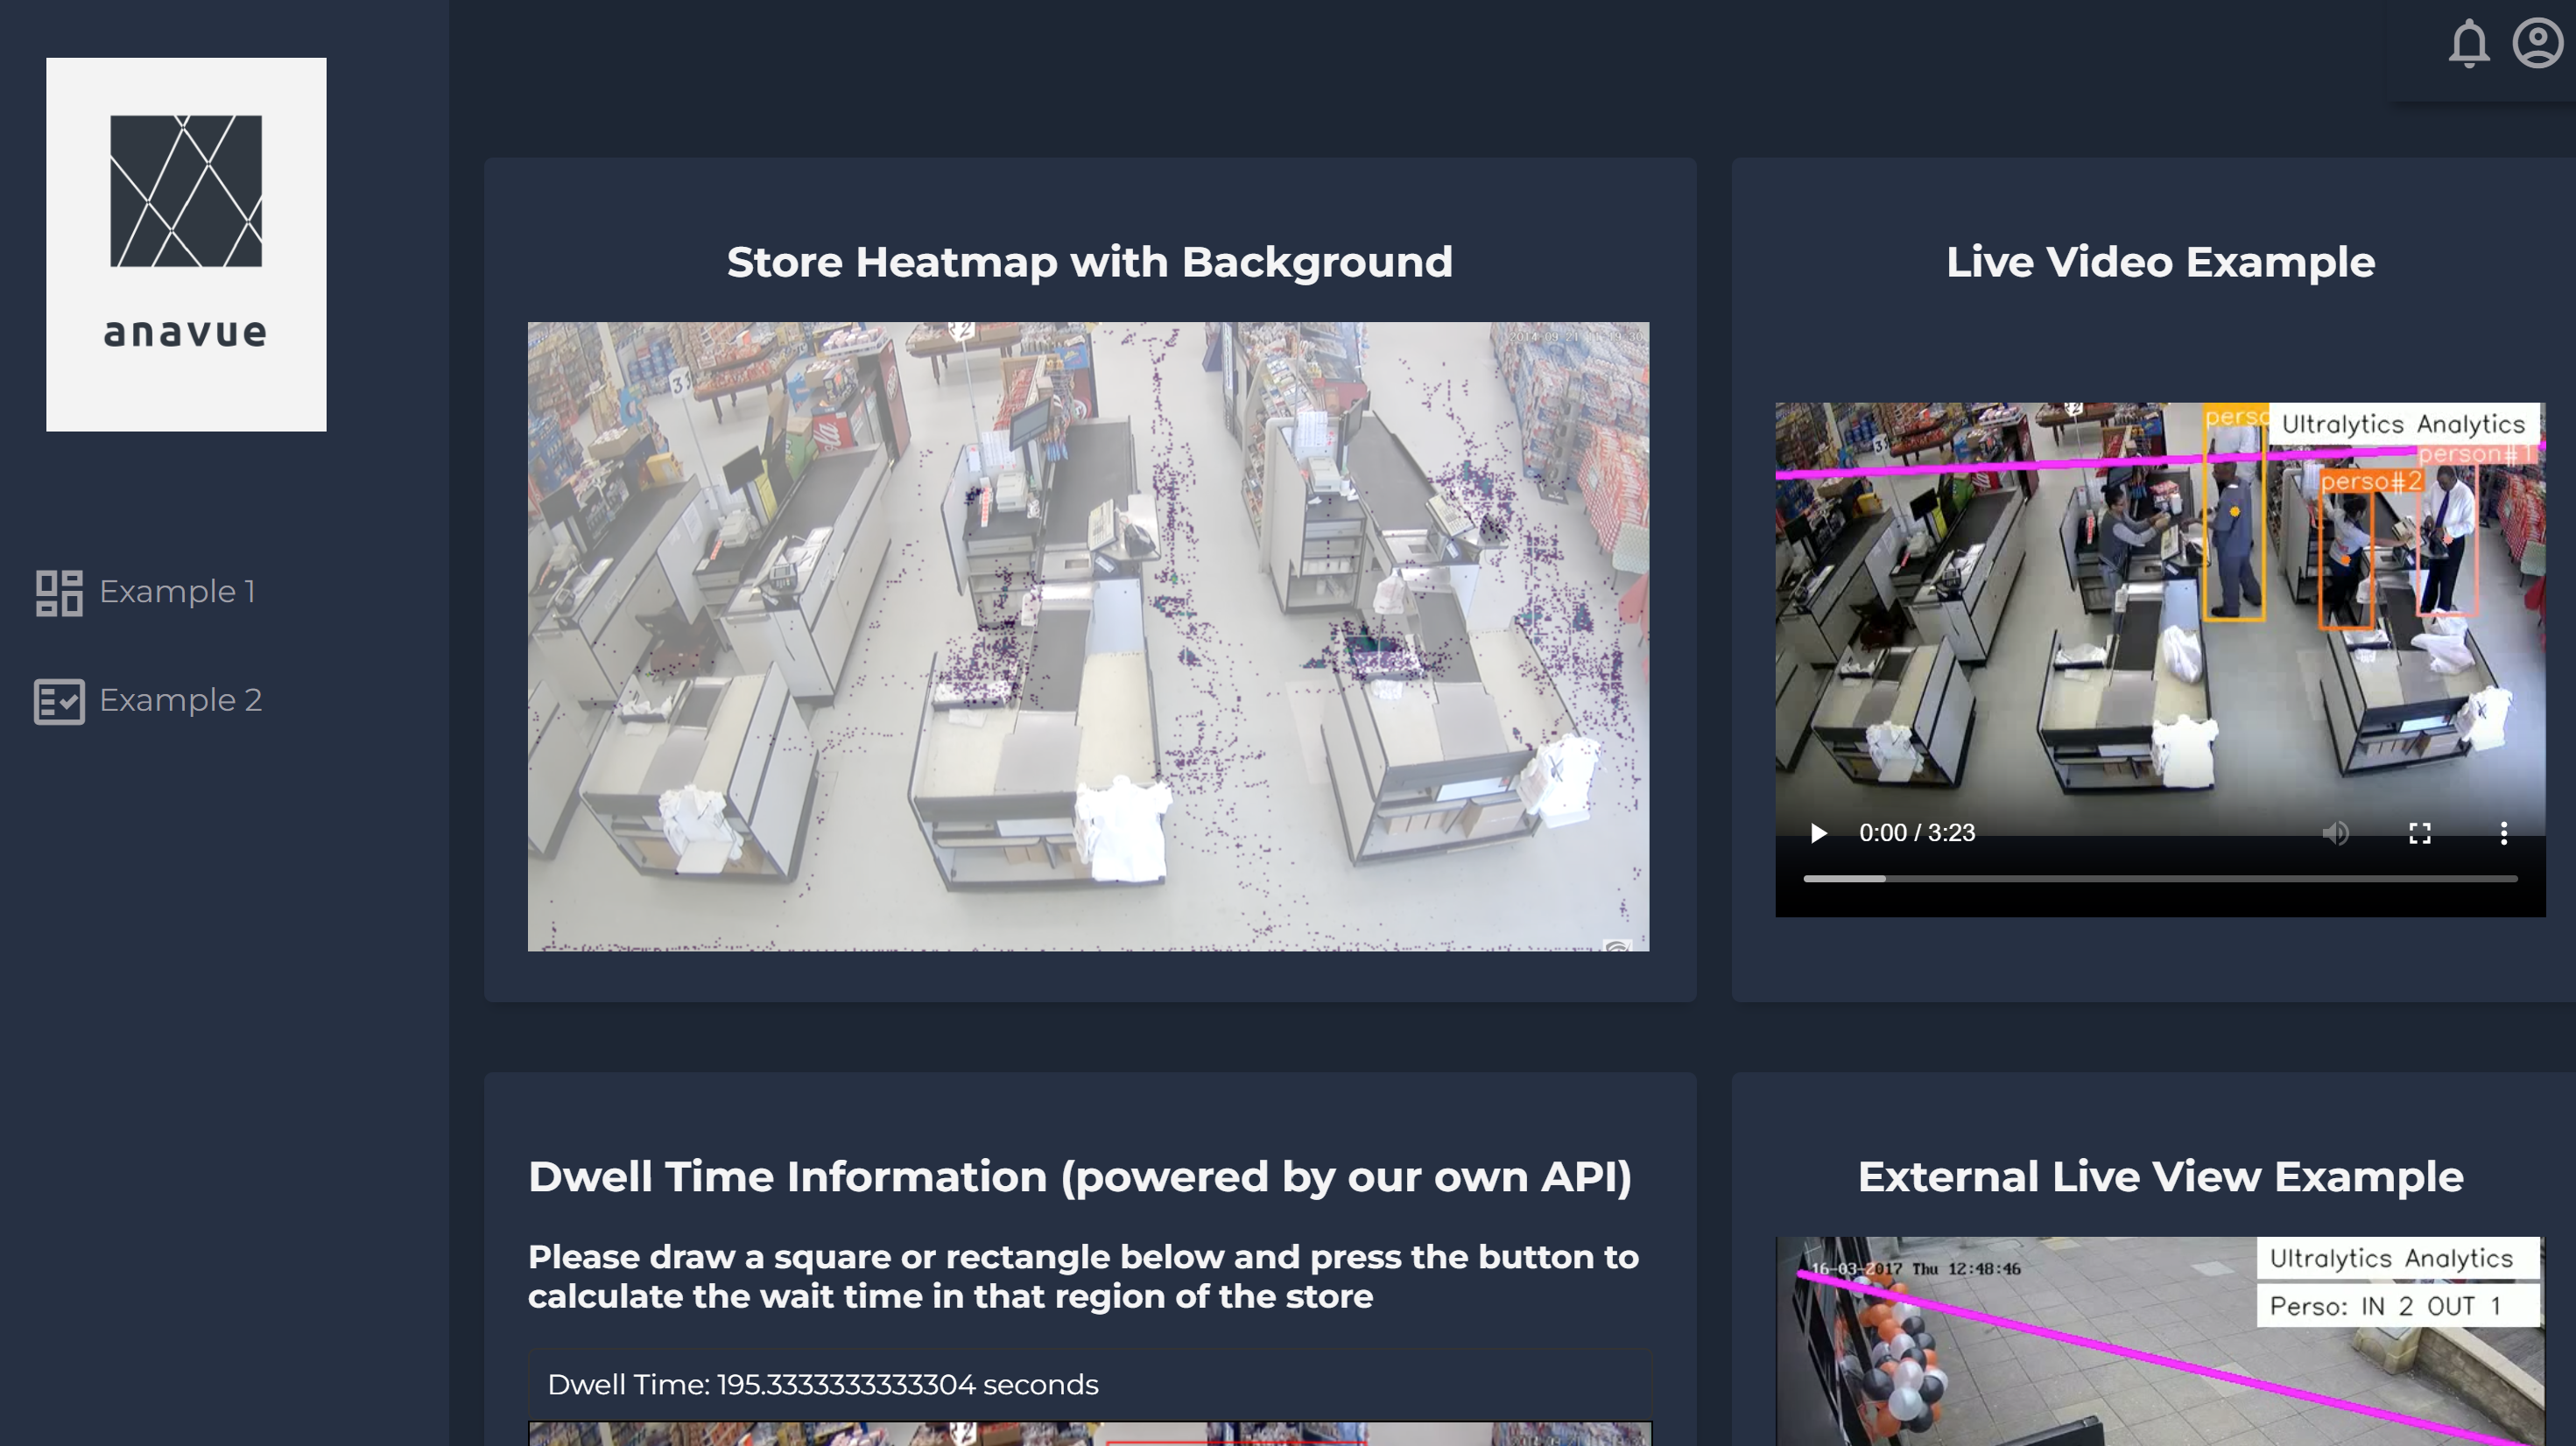 anavue
Example 1
Example 2
Store Heatmap with Background
3
2
Live Video Example
perso
Ultralytics Analytics
person#1
perso#2
0:00 / 3:23
Dwell Time Information (powered by our own API)
Please draw a square or rectangle below and press the button to
calculate the wait time in that region of the store
Dwell Time: 195.3333333333304 seconds
2
External Live View Example
16-03-2017 Thu 12:48:46
Ultralytics Analytics
Perso: IN 2 OUT 1